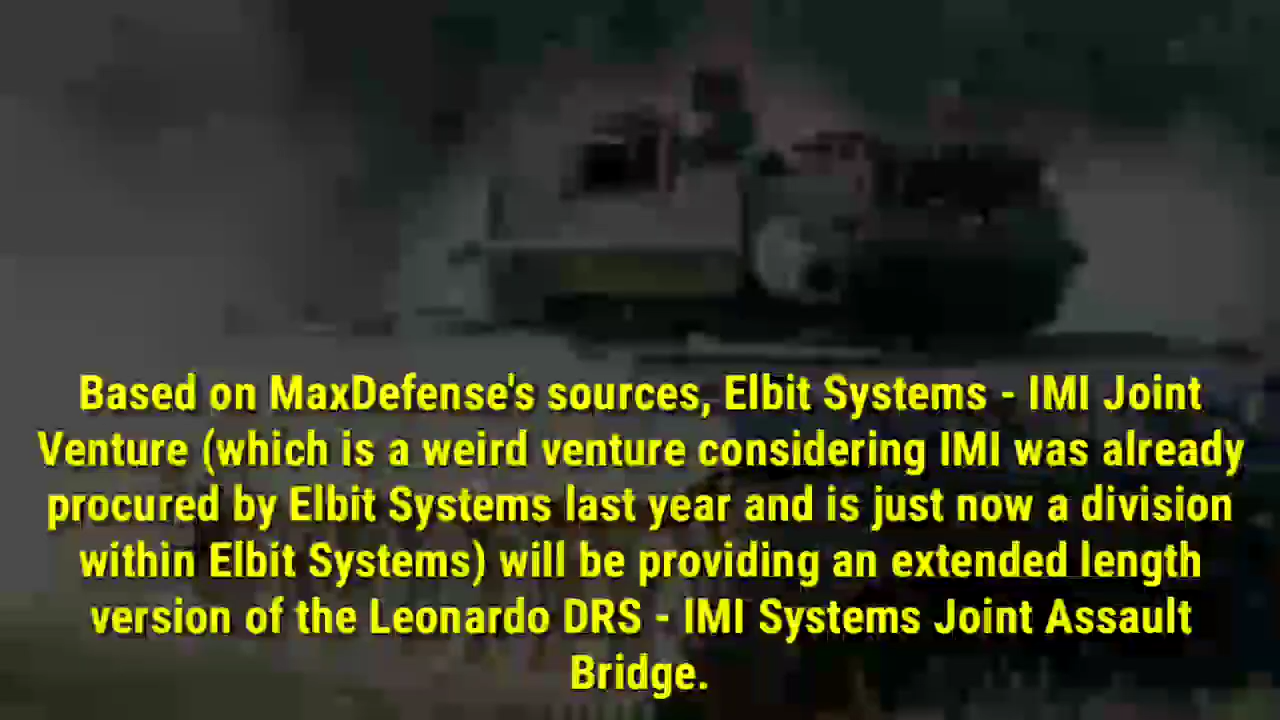 Based on MaxDefense's sources, Elbit Systems - IMI Joint
Venture (which is a weird venture considering IMI was already
procured by Elbit Systems last year and is just now a division
within Elbit Systems) will be providing an extended length
version of the Leonardo DRS - IMI Systems Joint Assault
Bridge.